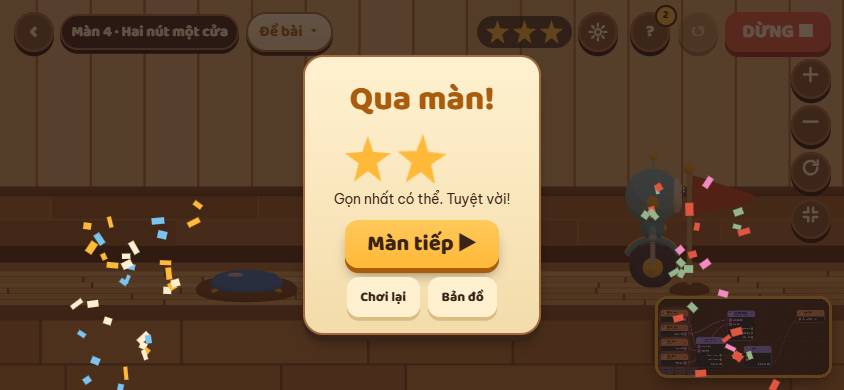 Màn 4 · Hai nút một cửa
Đề bài
2
?
DỪNG
Qua màn!
Gọn nhất có thể. Tuyệt vời!
Màn tiếp
Chơi lại
Bản đồ